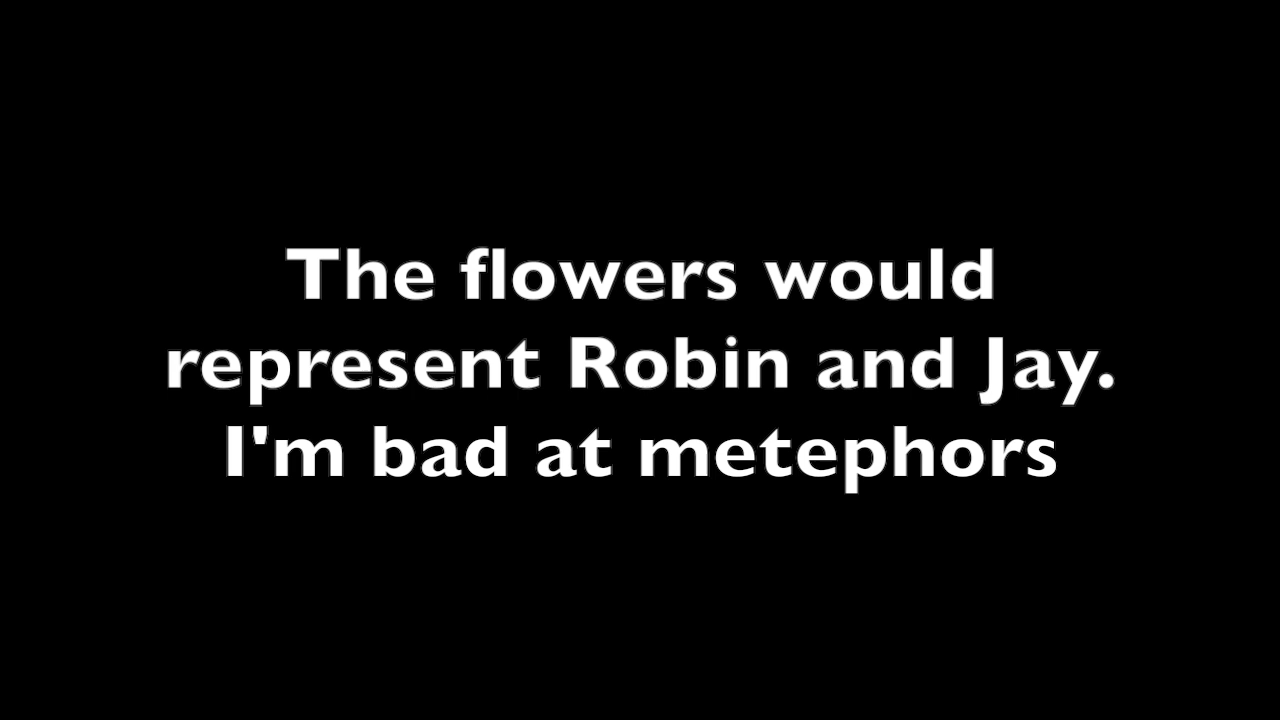 The flowers would
represent Robin and Jay.
I'm bad at metephors